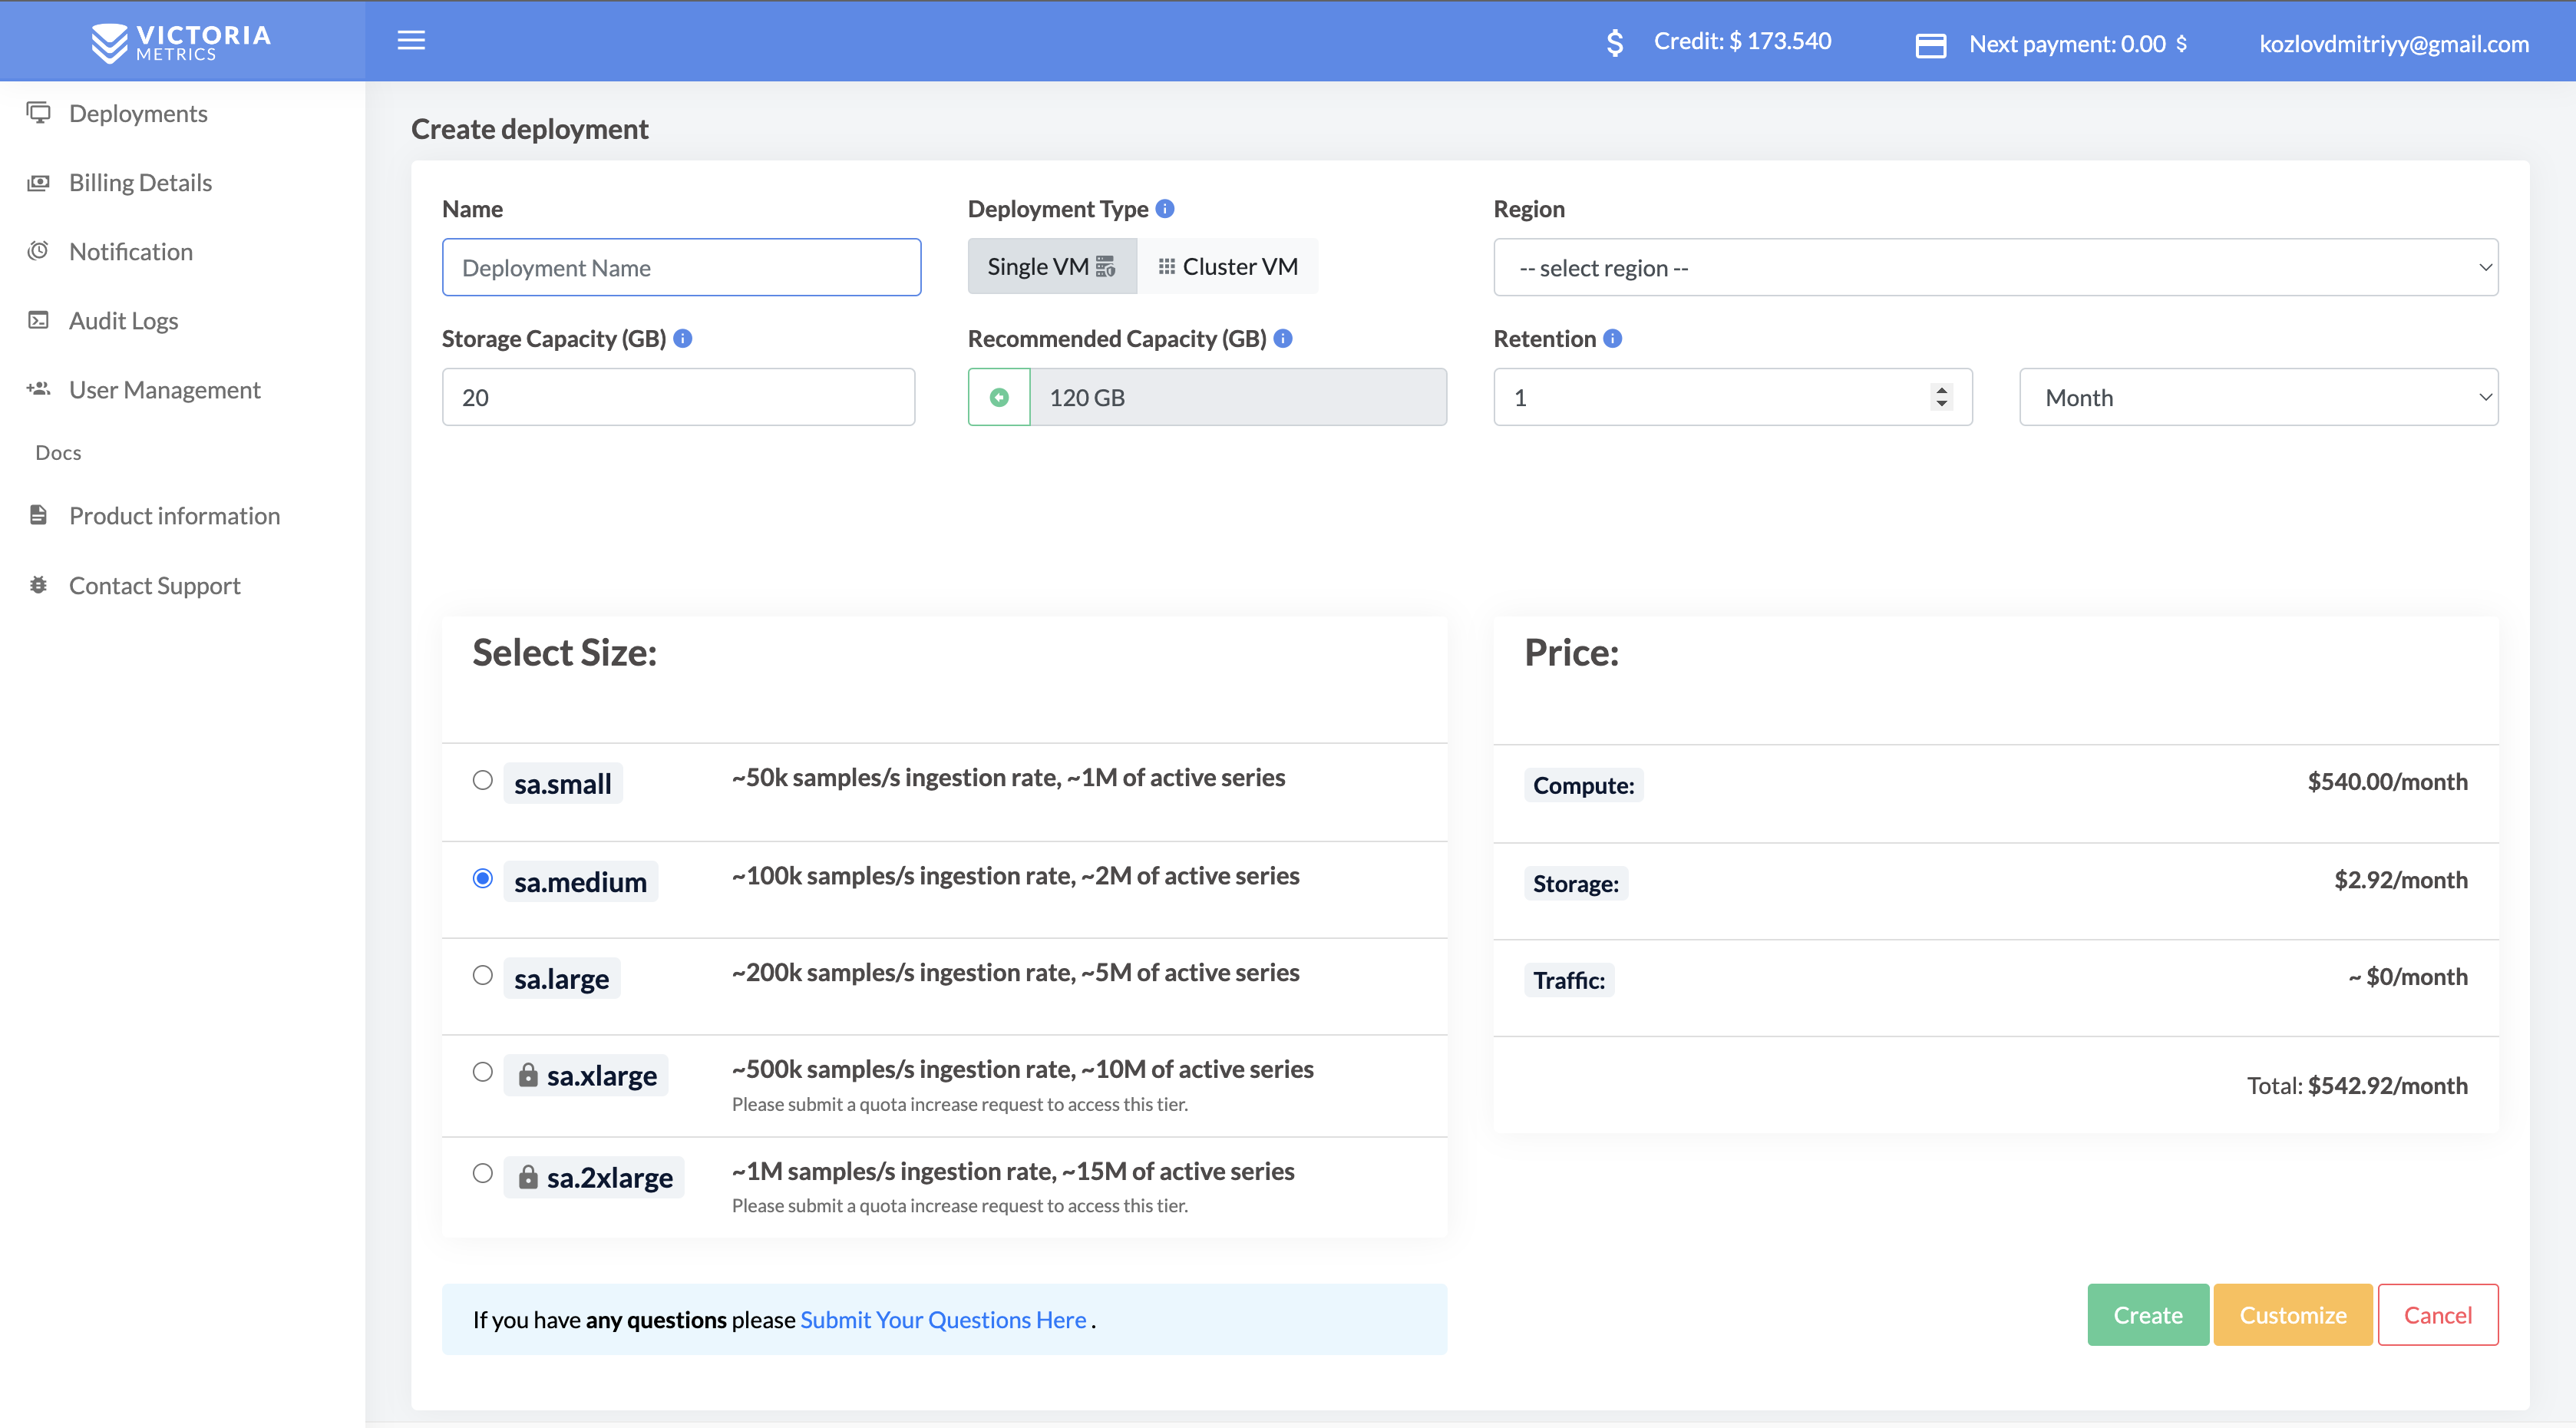 VICTORIA
METRICS
Credit: $ 173.540
Next payment: 0.00 $
kozlovdmitriyy@gmail.com
Deployments
Billing Details
Notification
Audit Logs
User Management
Docs
Product information
Contact Support
Create deployment
Name
Deployment Type
Region
Deployment Name
Single VM
Cluster VM
-- select region --
Storage Capacity (GB)
Recommended Capacity (GB)
Retention
20
120 GB
1
Month
Select Size:
sa.small
~50k samples/s ingestion rate, ~1M of active series
sa.medium
~100k samples/s ingestion rate, ~2M of active series
sa.large
~200k samples/s ingestion rate, ~5M of active series
sa.xlarge
~500k samples/s ingestion rate, ~10M of active series
Please submit a quota increase request to access this tier.
sa.2xlarge
~1M samples/s ingestion rate, ~15M of active series
Please submit a quota increase request to access this tier.
Price:
Compute:
$540.00/month
Storage:
$2.92/month
Traffic:
~ $0/month
Total: $542.92/month
If you have any questions please Submit Your Questions Here .
Create
Customize
Cancel